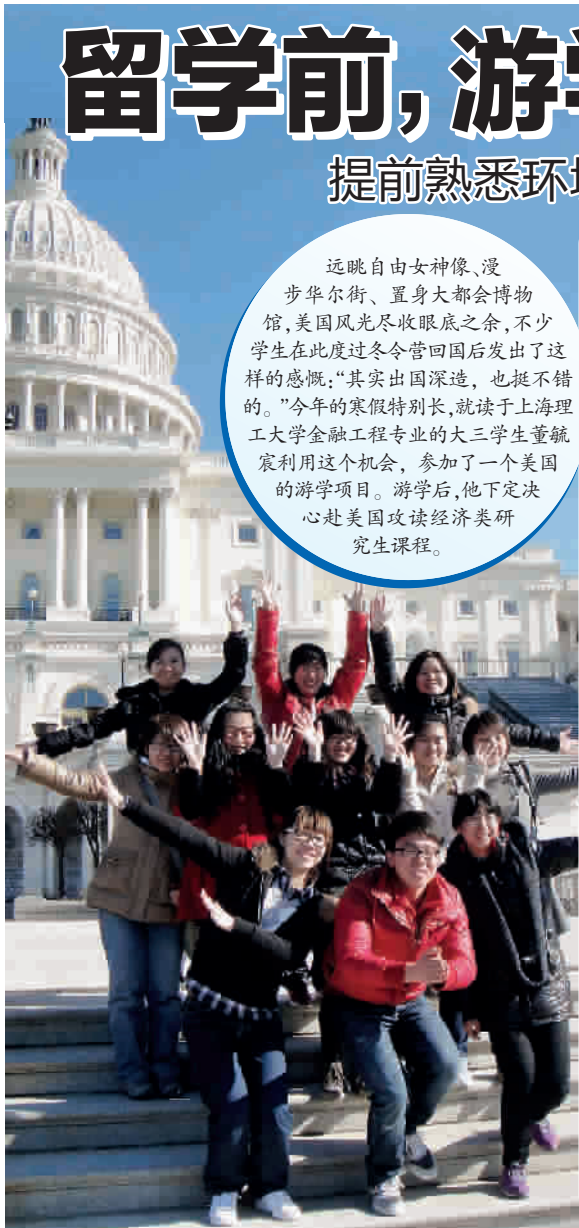 留学前,游学
提前熟悉环境
远眺自由女神像、漫
步华尔街、置身大都会博物
馆,美国风光尽收眼底之余,不少
学生在此度过冬令营回国后发出了这
样的感慨:“其实出国深造，也挺不错
的。”今年的寒假特别长,就读于上海理
工大学金融工程专业的大三学生董毓
宸利用这个机会，参加了一个美国
的游学项目。游学后,他下定决
心赴美国攻读经济类研
究生课程。